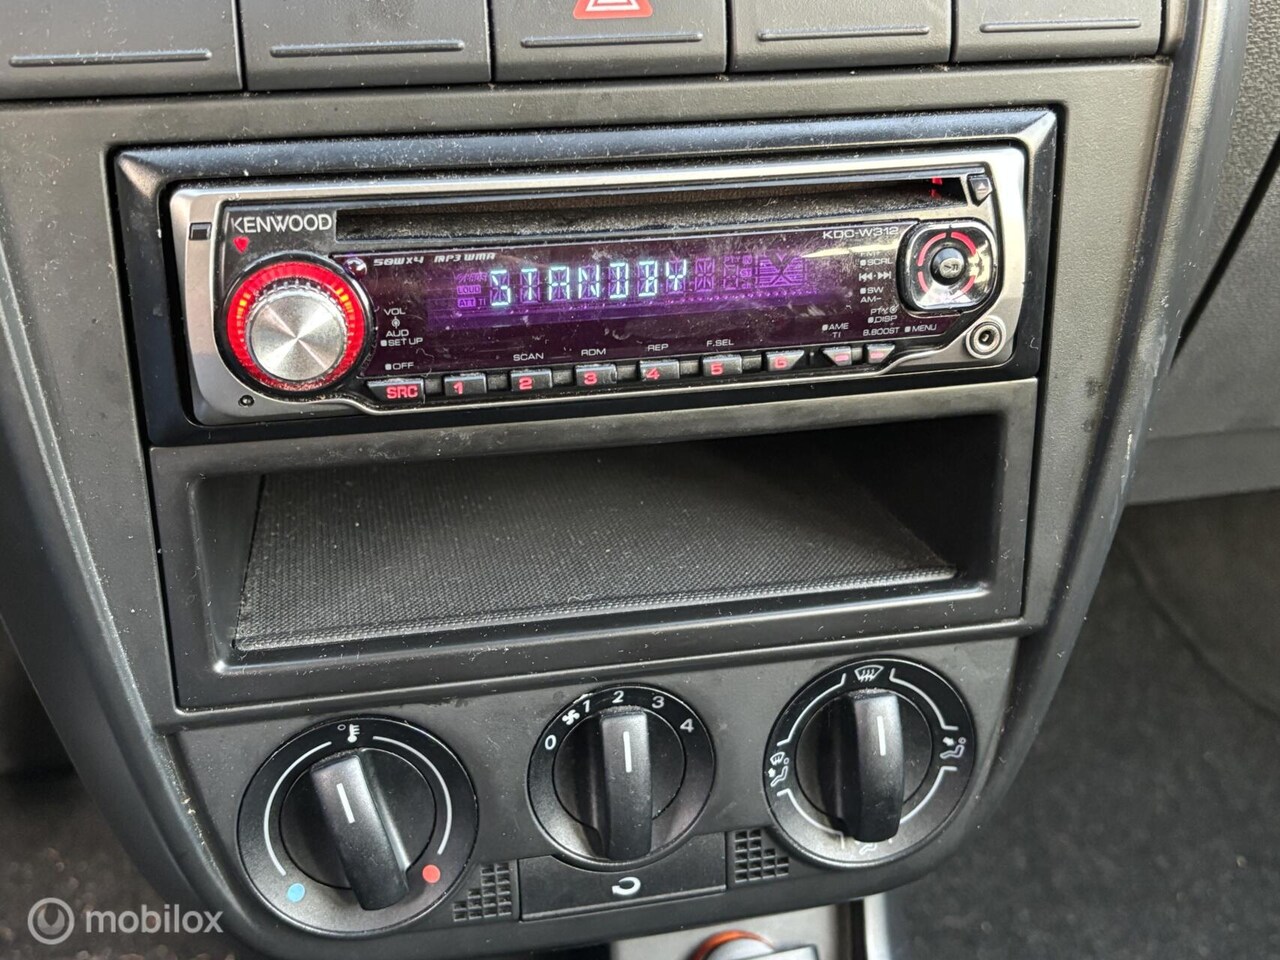 KENWOOD
KDC-W312
50WX4 MP3 WMA
SCRL
LOUD
ATT TI
STANDBY
VOL
AUD
SET UP
SW
AM-
PTY
DISP
OFF
SCAN
RDM
REP
F.SEL
AME
TI
B.BOOST
MENU
SRC 1 2 3 4 5 6
0 1 2 3 4
mobilox